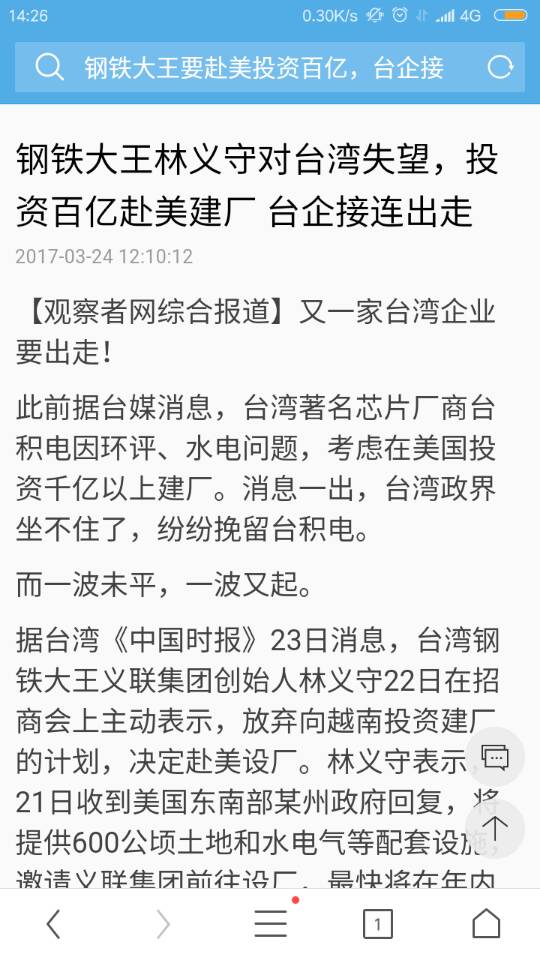 14:26
0.30K/s
4G
钢铁大王要赴美投资百亿，台企接
钢铁大王林义守对台湾失望，投
资百亿赴美建厂 台企接连出走
2017-03-24 12:10:12
【观察者网综合报道】又一家台湾企业
要出走！
此前据台媒消息，台湾著名芯片厂商台
积电因环评、水电问题，考虑在美国投
资千亿以上建厂。消息一出，台湾政界
坐不住了，纷纷挽留台积电。
而一波未平，一波又起。
据台湾《中国时报》23日消息，台湾钢
铁大王义联集团创始人林义守22日在招
商会上主动表示，放弃向越南投资建厂
的计划，决定赴美设厂。林义守表示，
21日收到美国东南部某州政府回复，将
提供600公顷土地和水电气等配套设施，
邀请义联集团前往设厂，最快将在年内
1